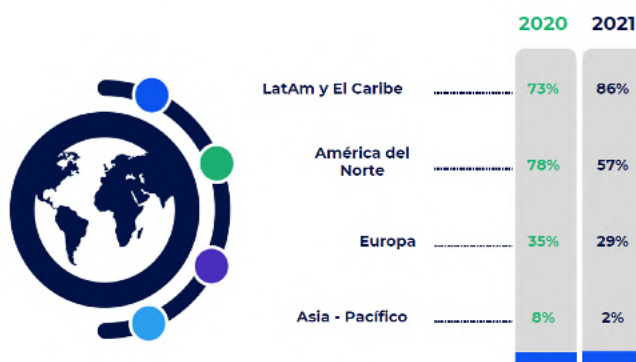 2020 2021
LatAm y El Caribe 73% 86%
América del
Norte 78% 57%
Europa 35% 29%
Asia - Pacífico 8% 2%